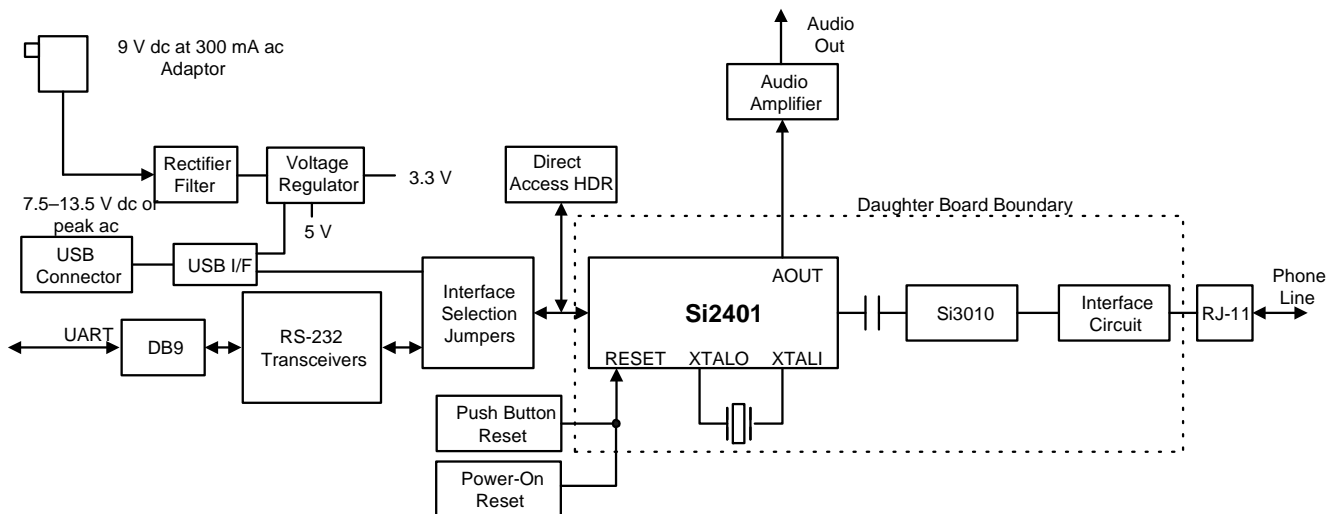 9 V dc at 300 mA ac
Adaptor
Audio
Out
Audio
Amplifier
Rectifier
Filter
Voltage
Regulator
3.3 V
5 V
Direct
Access HDR
7.5–13.5 V dc or
peak ac
USB
Connector
USB I/F
Daughter Board Boundary
Interface
Selection
Jumpers
AOUT
Si2401
RESET
XTALO
XTALI
Si3010
Interface
Circuit
RJ-11
Phone
Line
UART
DB9
RS-232
Transceivers
Push Button
Reset
Power-On
Reset